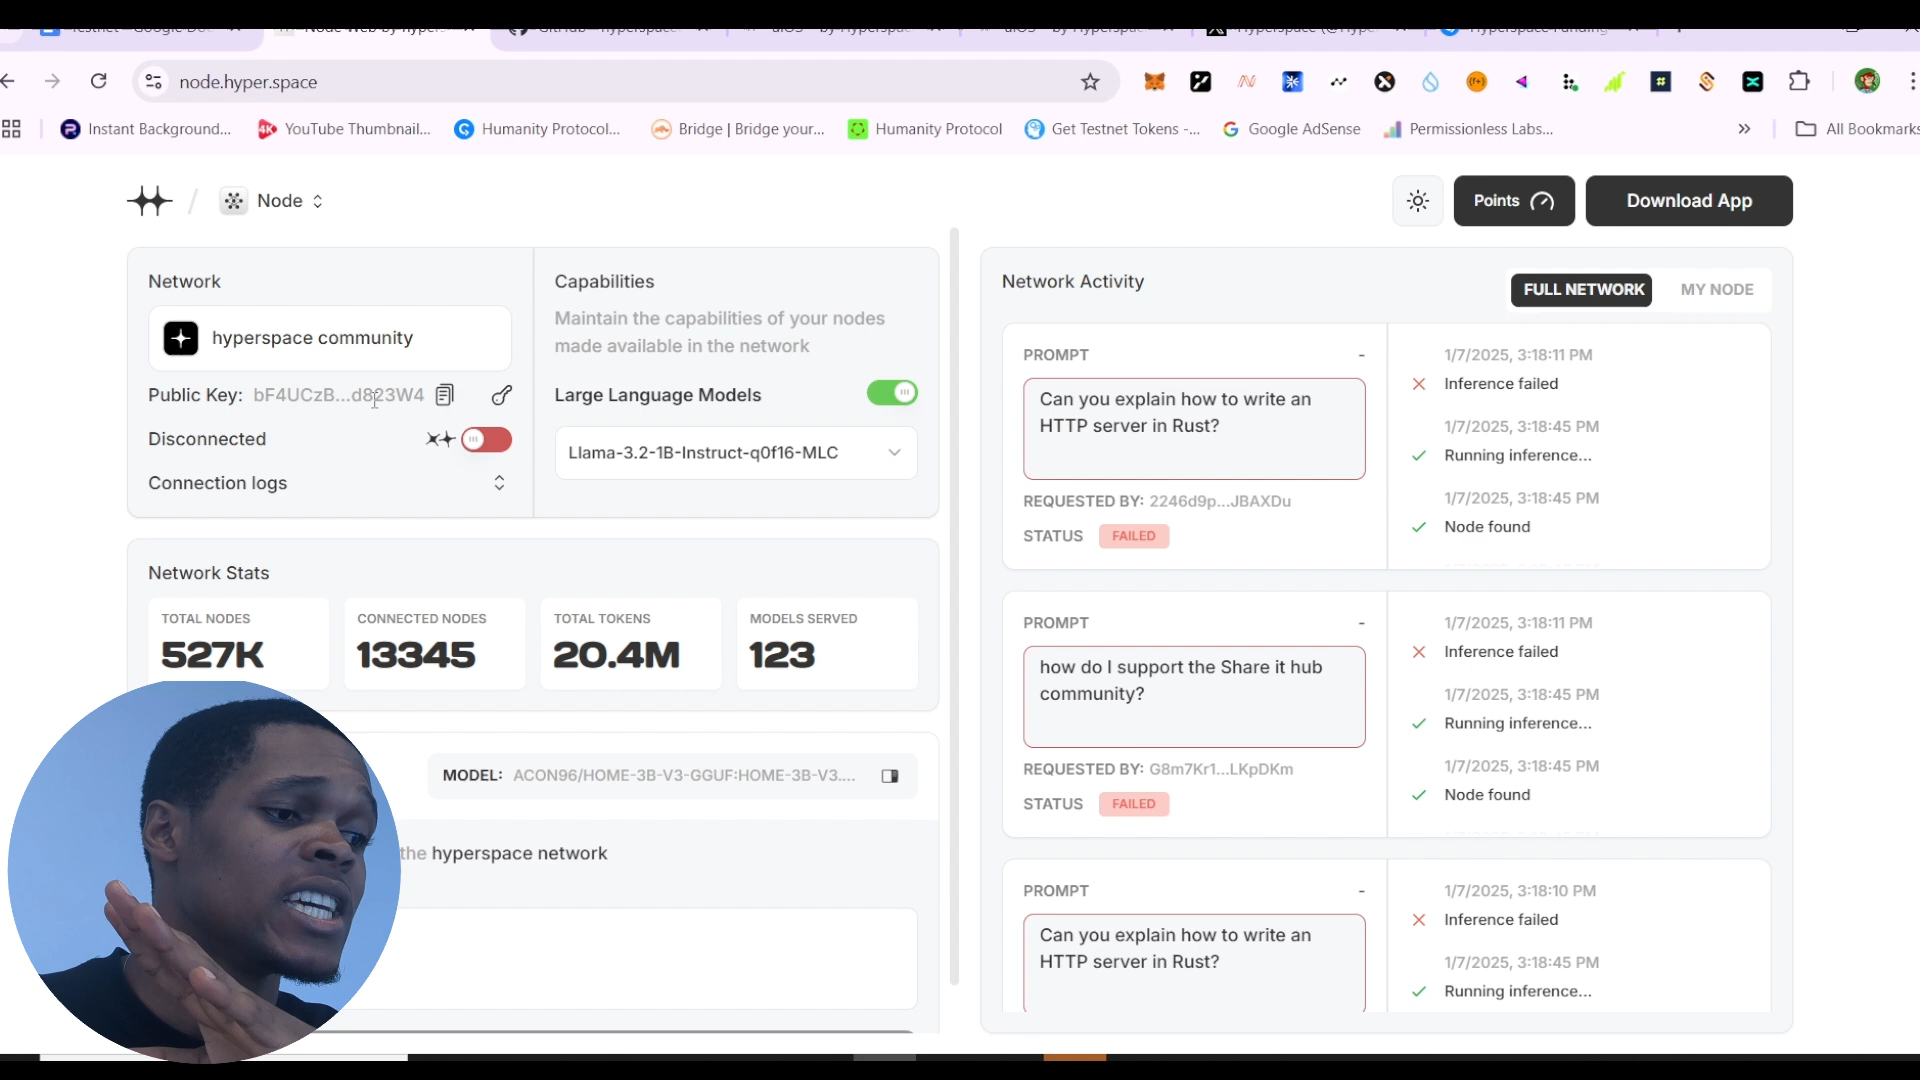 node.hyper.space
Instant Background...
YouTube Thumbnail...
Humanity Protocol...
Bridge | Bridge your...
Humanity Protocol
Get Testnet Tokens -...
Google AdSense
Permissionless Labs...
All Bookmarks
Node
Points
Download App
Network
hyperspace community
Public Key: bF4UCzB...d823W4
Disconnected
Connection logs
Capabilities
Maintain the capabilities of your nodes
made available in the network
Large Language Models
Llama-3.2-1B-Instruct-q0f16-MLC
Network Stats
TOTAL NODES
527K
CONNECTED NODES
13345
TOTAL TOKENS
20.4M
MODELS SERVED
123
MODEL: ACON96/HOME-3B-V3-GGUF:HOME-3B-V3....
the hyperspace network
Network Activity
FULL NETWORK
MY NODE
PROMPT -
Can you explain how to write an
HTTP server in Rust?
REQUESTED BY: 2246d9p...JBAXDu
STATUS FAILED
1/7/2025, 3:18:11 PM
Inference failed
1/7/2025, 3:18:45 PM
Running inference...
1/7/2025, 3:18:45 PM
Node found
PROMPT -
how do I support the Share it hub
community?
REQUESTED BY: G8m7Kr1...LKpDKm
STATUS FAILED
1/7/2025, 3:18:11 PM
Inference failed
1/7/2025, 3:18:45 PM
Running inference...
1/7/2025, 3:18:45 PM
Node found
PROMPT -
Can you explain how to write an
HTTP server in Rust?
1/7/2025, 3:18:10 PM
Inference failed
1/7/2025, 3:18:45 PM
Running inference...